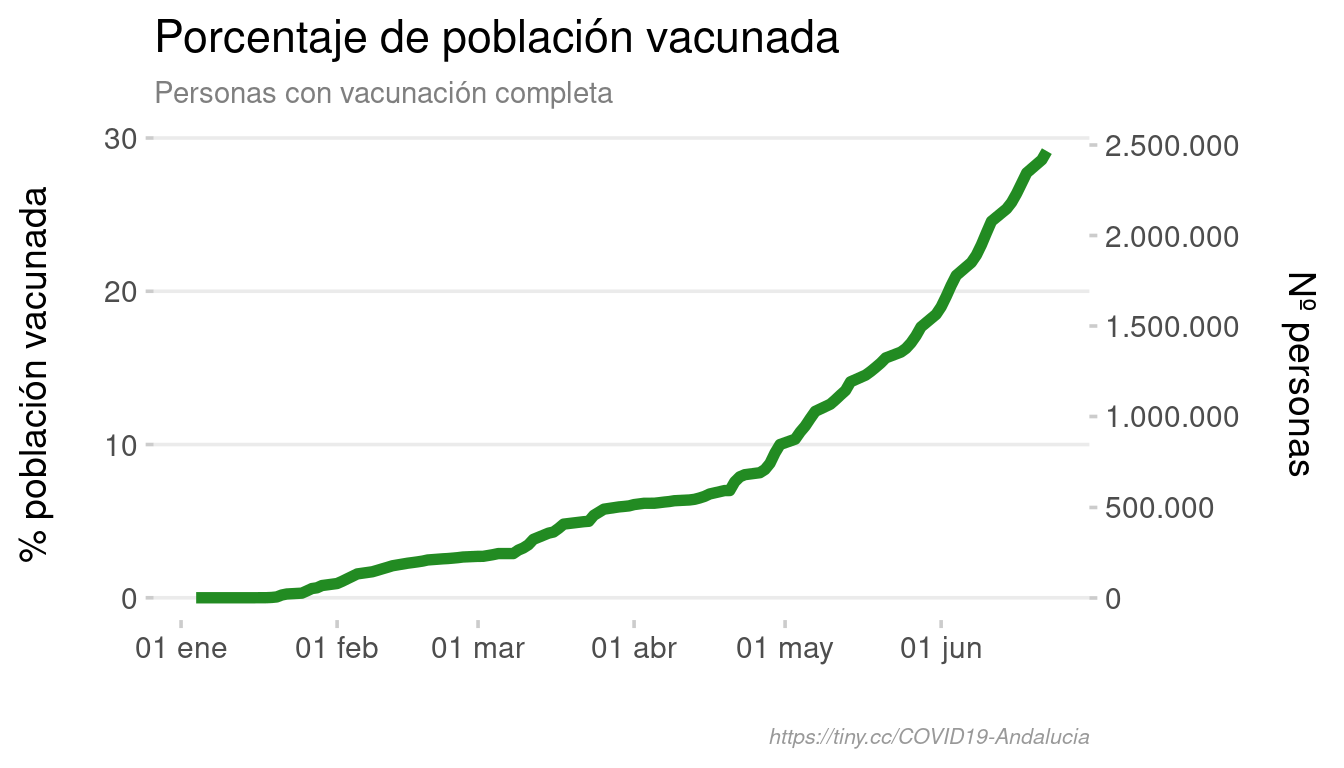 Porcentaje de población vacunada
Personas con vacunación completa
% población vacunada
30
20
10
0
2.500.000
2.000.000
1.500.000
1.000.000
500.000
0
Nº personas
01 ene
01 feb
01 mar
01 abr
01 may
01 jun
https://tiny.cc/COVID19-Andalucia